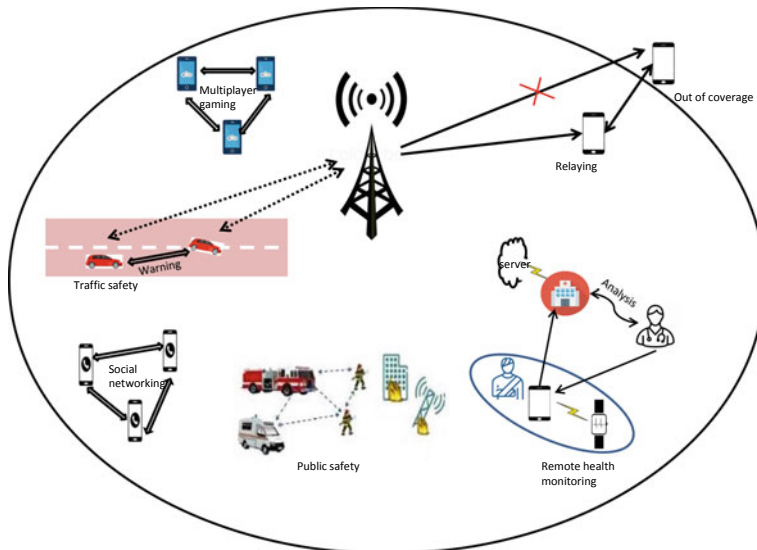 Multiplayer
gaming
Out of coverage
Relaying
Warning
Traffic safety
server
Analysis
Social
networking
Public safety
Remote health
monitoring